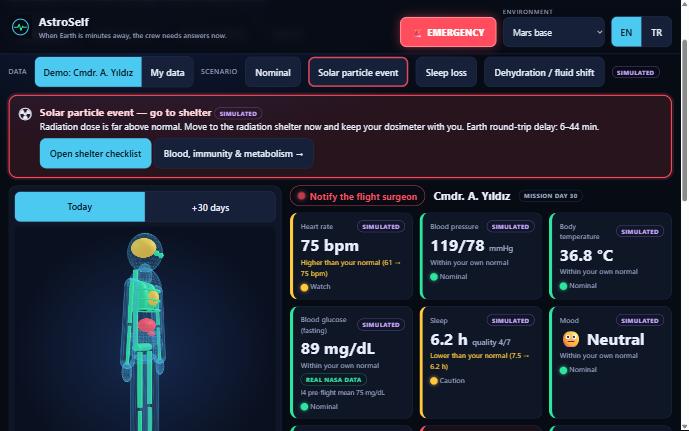 AstroSelf
When Earth is minutes away, the crew needs answers now.
EMERGENCY
ENVIRONMENT
Mars base
EN
TR
DATA
Demo: Cmdr. A. Yıldız
My data
SCENARIO
Nominal
Solar particle event
Sleep loss
Dehydration / fluid shift
SIMULATED
Solar particle event — go to shelter SIMULATED
Radiation dose is far above normal. Move to the radiation shelter now and keep your dosimeter with you. Earth round-trip delay: 6–44 min.
Open shelter checklist
Blood, immunity & metabolism →
Today
+30 days
Notify the flight surgeon
Cmdr. A. Yıldız
MISSION DAY 30
Heart rate
SIMULATED
75 bpm
Higher than your normal (61 →
75 bpm)
Watch
Blood pressure
SIMULATED
119/78 mmHg
Within your own normal
Nominal
Body
temperature
SIMULATED
36.8 °C
Within your own normal
Nominal
Blood glucose
(fasting)
SIMULATED
89 mg/dL
Within your own normal
REAL NASA DATA
I4 pre-flight mean 75 mg/dL
Nominal
Sleep
SIMULATED
6.2 h quality 4/7
Lower than your normal (7.5 →
6.2 h)
Caution
Mood
SIMULATED
Neutral
Within your own normal
Nominal